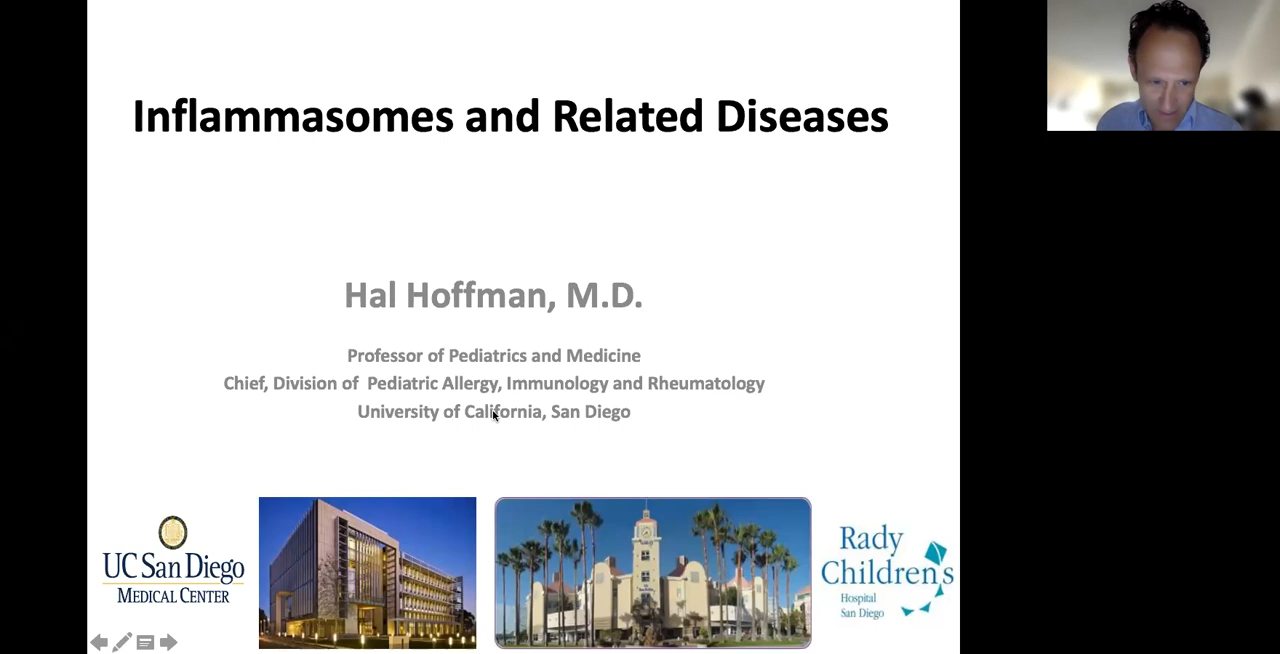 Inflammasomes and Related Diseases
Hal Hoffman, M.D.
Professor of Pediatrics and Medicine
Chief, Division of Pediatric Allergy, Immunology and Rheumatology
University of California, San Diego
UC San Diego
MEDICAL CENTER
Rady
Children's
Hospital
San Diego